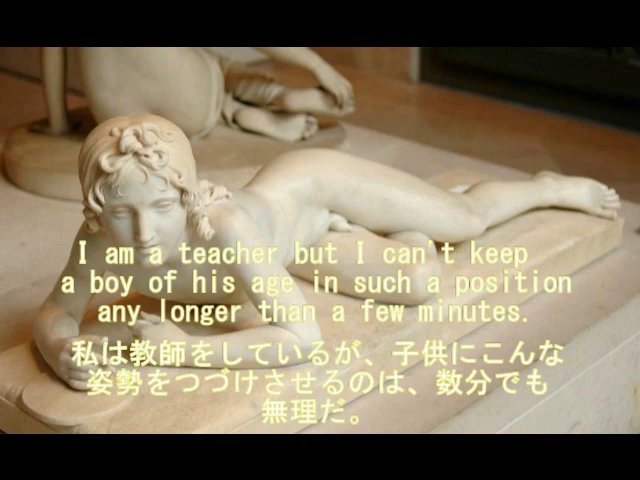 I am a teacher but I can't keep
a boy of his age in such a position
any longer than a few minutes.
私は教師をしているが、子供にこんな
姿勢をつづけさせるのは、数分でも
無理だ。